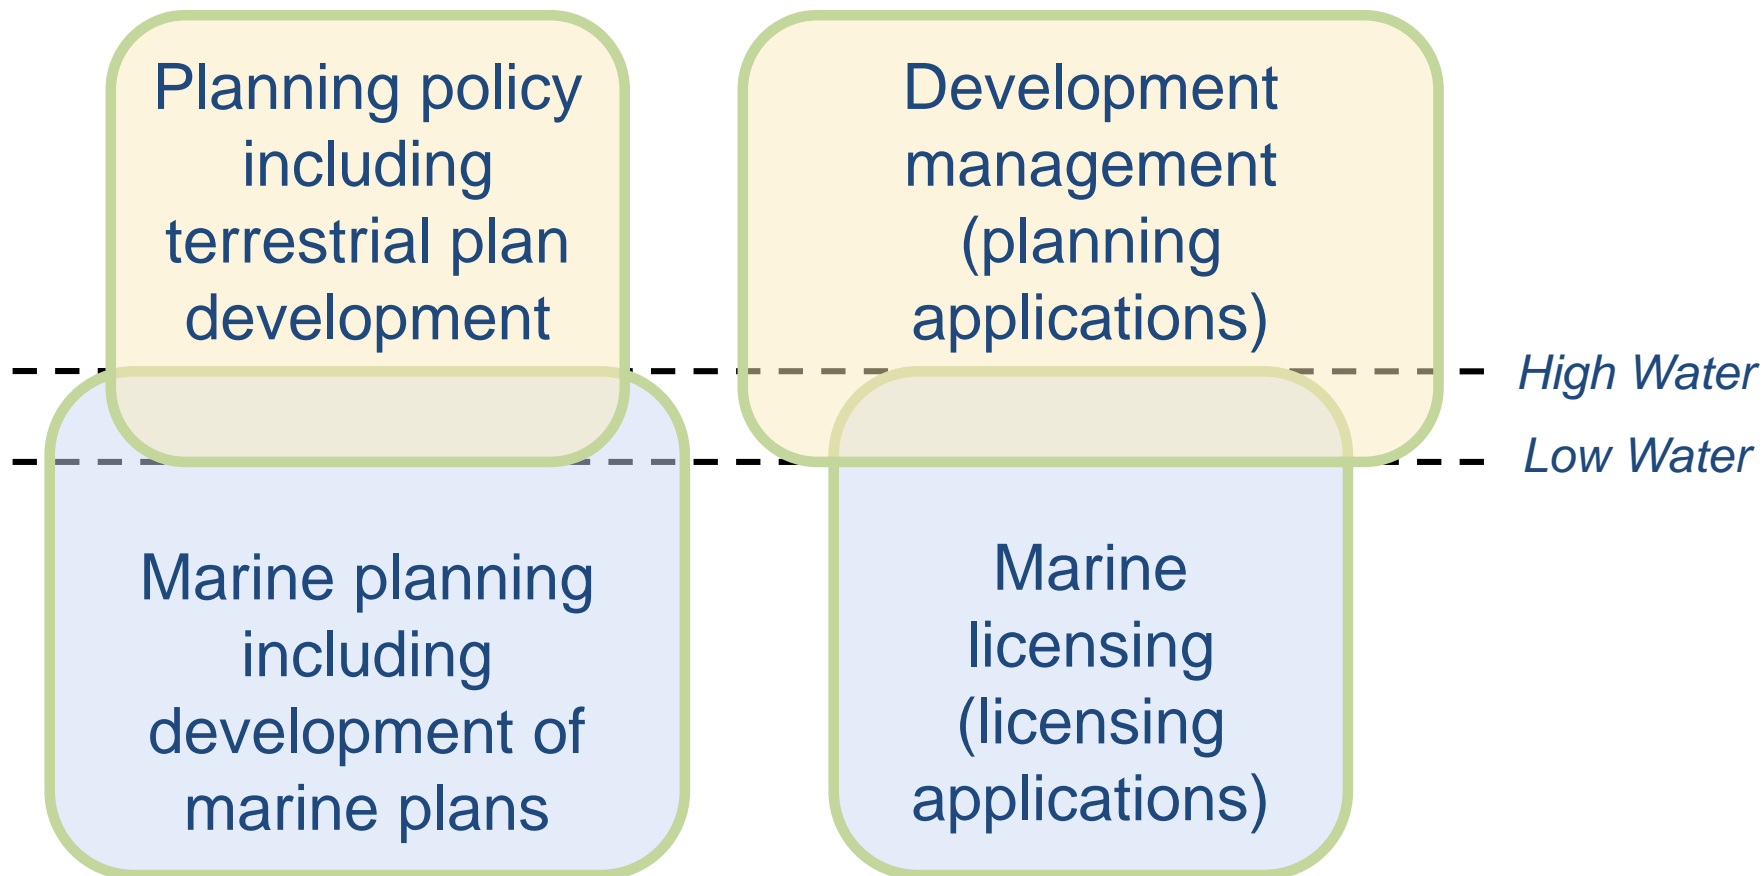 Planning policy
including
terrestrial plan
development
Development
management
(planning
applications)
High Water
Low Water
Marine planning
including
development of
marine plans
Marine
licensing
(licensing
applications)